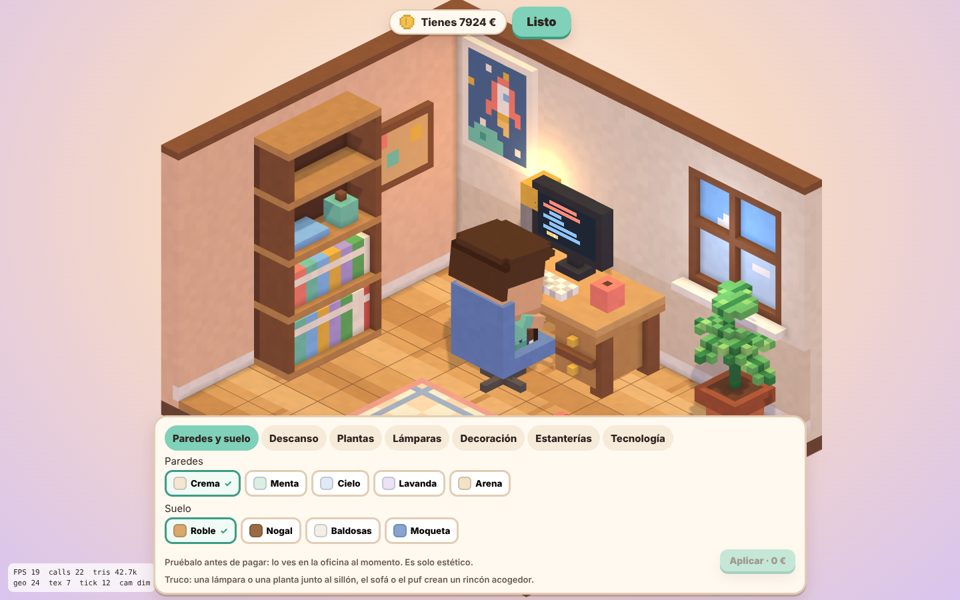 Tienes 7924 €
Listo
Paredes y suelo
Descanso
Plantas
Lámparas
Decoración
Estanterías
Tecnología
Paredes
Crema ✓
Menta
Cielo
Lavanda
Arena
Suelo
Roble ✓
Nogal
Baldosas
Moqueta
Pruébalo antes de pagar: lo ves en la oficina al momento. Es solo estético.
Aplicar · 0 €
Truco: una lámpara o una planta junto al sillón, el sofá o el puf crean un rincón acogedor.
FPS 19 calls 22 tris 42.7k
geo 24 tex 7 tick 12 cam dim